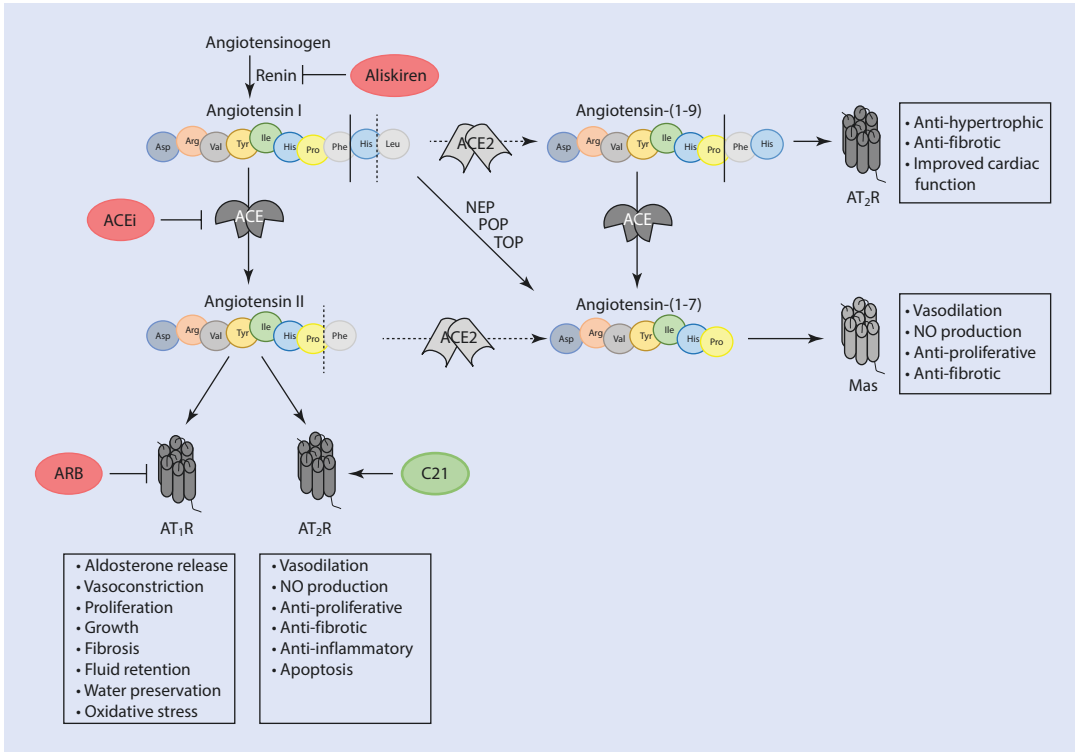 Angiotensinogen
Renin
Aliskiren
Angiotensin I
Asp Arg Val Tyr Ile His Pro Phe His Leu
ACE2
Angiotensin-(1-9)
Asp Arg Val Tyr Ile His Pro Phe His
AT₂R
• Anti-hypertrophic
• Anti-fibrotic
• Improved cardiac
function
ACEi
ACE
NEP
POP
TOP
ACE
Angiotensin II
Asp Arg Val Tyr Ile His Pro Phe
ACE2
Angiotensin-(1-7)
Asp Arg Val Tyr Ile His Pro
Mas
• Vasodilation
• NO production
• Anti-proliferative
• Anti-fibrotic
ARB
AT₁R
AT₂R
C21
• Aldosterone release
• Vasoconstriction
• Proliferation
• Growth
• Fibrosis
• Fluid retention
• Water preservation
• Oxidative stress
• Vasodilation
• NO production
• Anti-proliferative
• Anti-fibrotic
• Anti-inflammatory
• Apoptosis